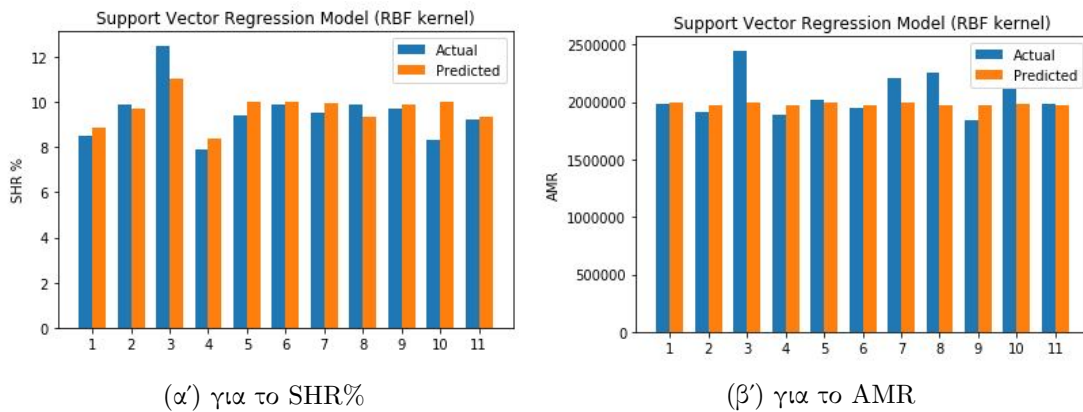 Support Vector Regression Model (RBF kernel)
Actual
Predicted
SHR %
12
10
8
6
4
2
0
1 2 3 4 5 6 7 8 9 10 11
(α΄) για το SHR%
Support Vector Regression Model (RBF kernel)
Actual
Predicted
AMR
2500000
2000000
1500000
1000000
500000
0
1 2 3 4 5 6 7 8 9 10 11
(β΄) για το AMR